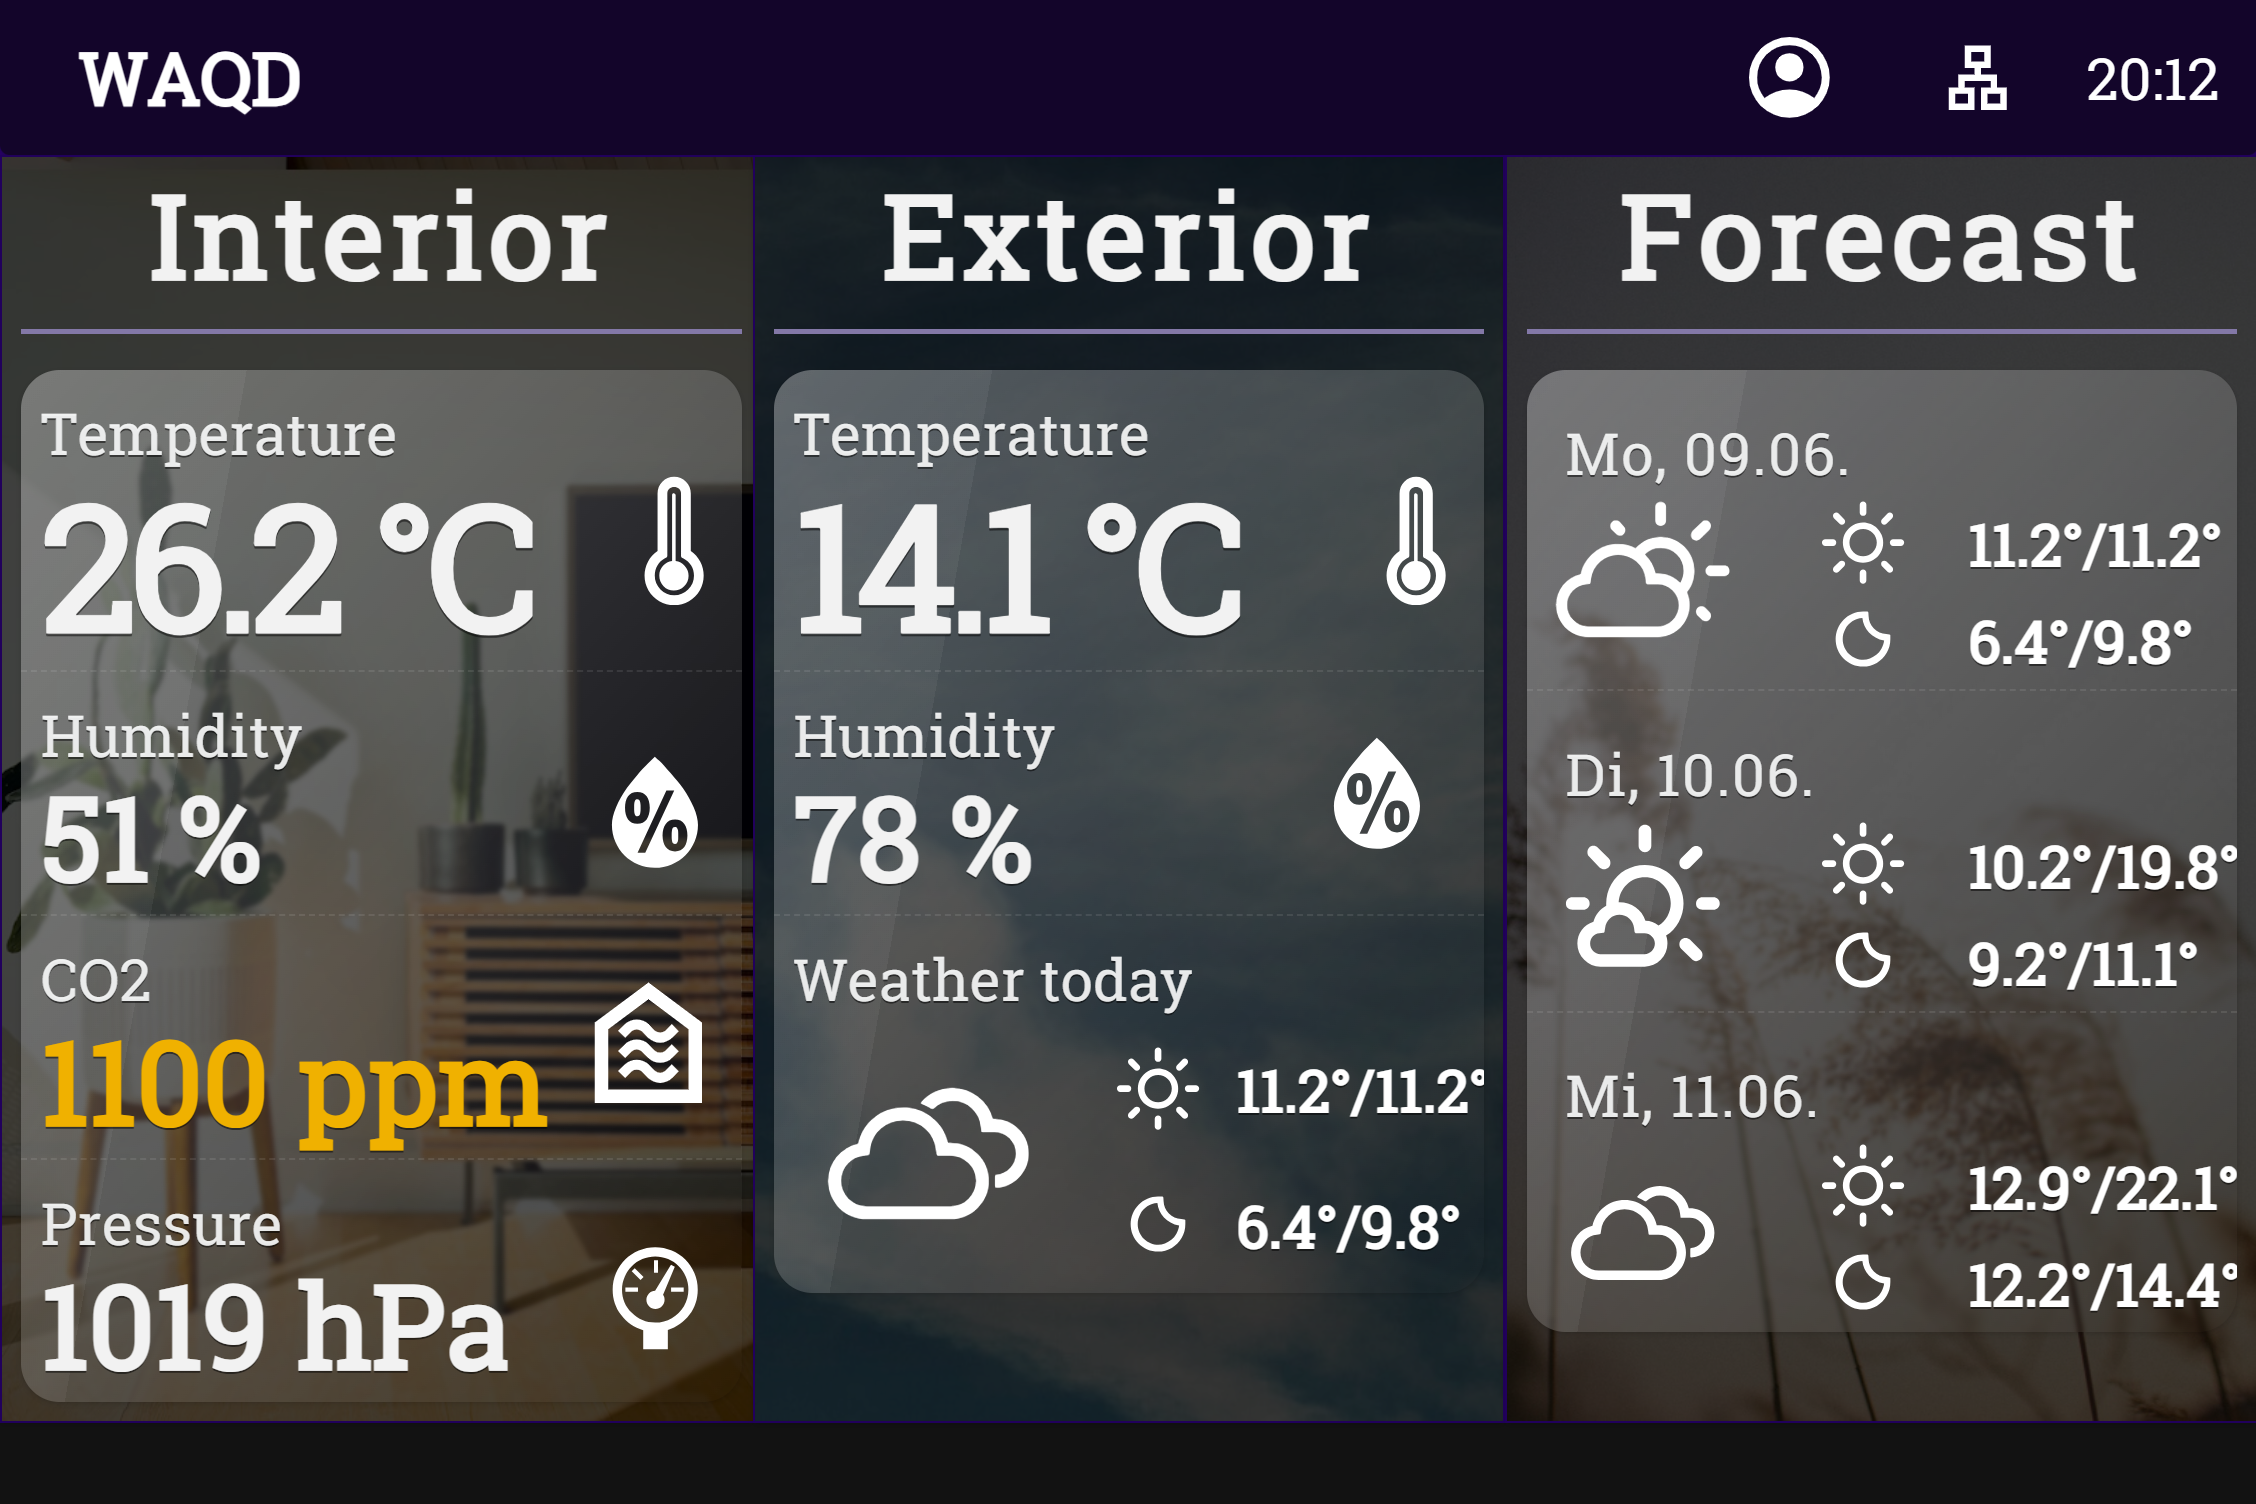 WAQD
20:12
Interior
Temperature
26.2 °C
Humidity
51 %
%
CO2
1100 ppm
Pressure
1019 hPa
Exterior
Temperature
14.1 °C
Humidity
78 %
%
Weather today
11.2°/11.2°
6.4°/9.8°
Forecast
Mo, 09.06.
11.2°/11.2°
6.4°/9.8°
Di, 10.06.
10.2°/19.8°
9.2°/11.1°
Mi, 11.06.
12.9°/22.1°
12.2°/14.4°